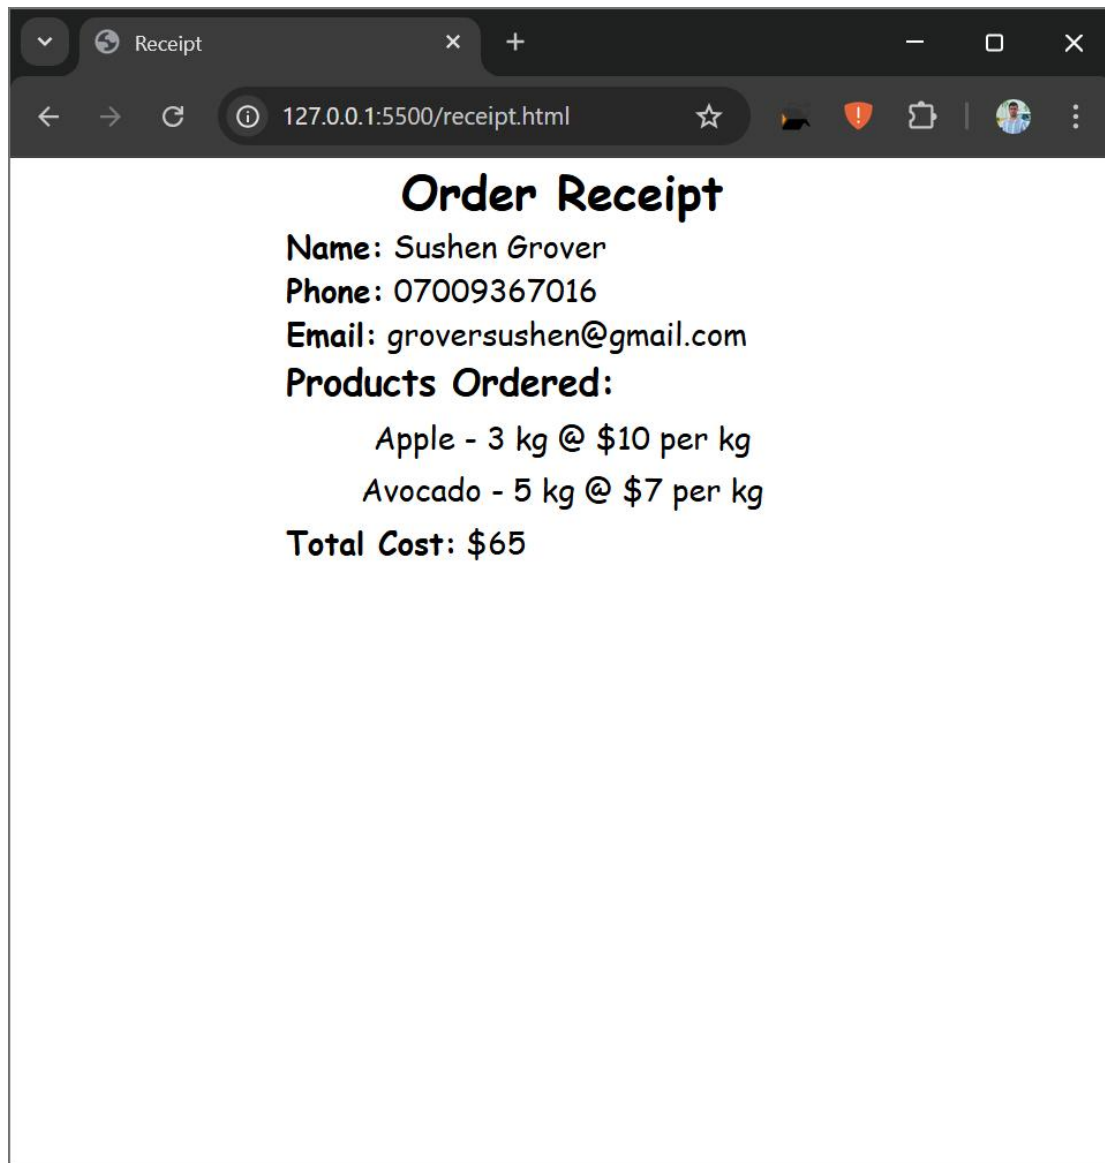 Receipt
127.0.0.1:5500/receipt.html
Order Receipt
Name: Sushen Grover
Phone: 07009367016
Email: groversushen@gmail.com
Products Ordered:
Apple - 3 kg @ $10 per kg
Avocado - 5 kg @ $7 per kg
Total Cost: $65